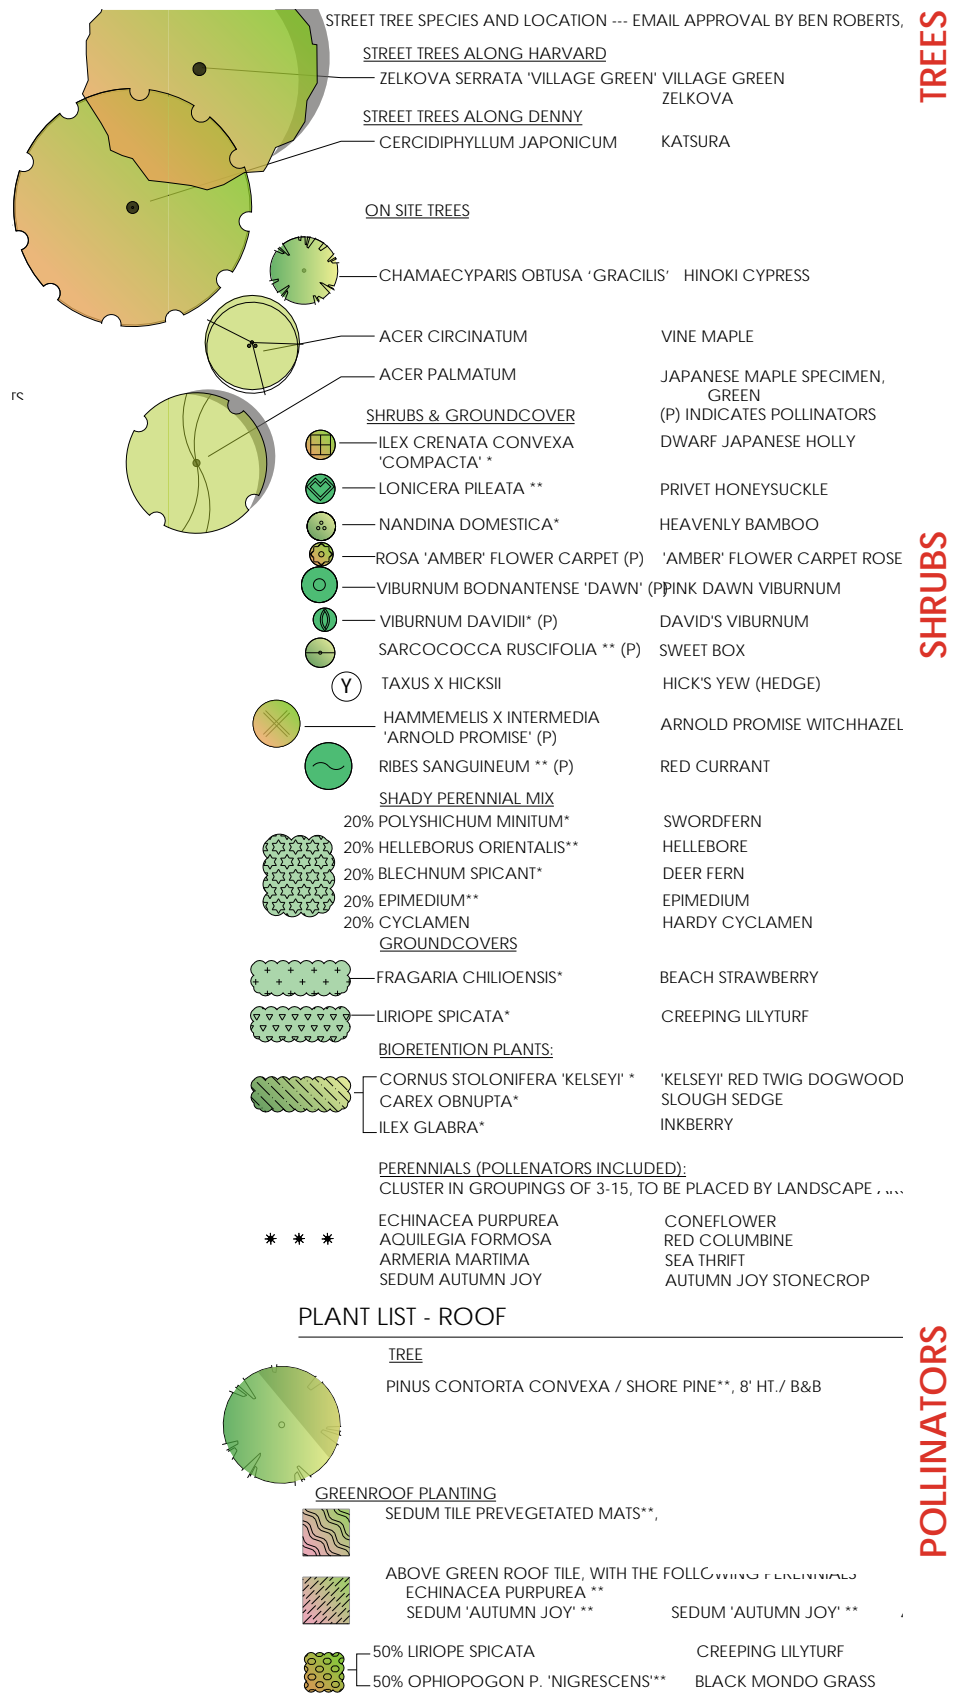 STREET TREE SPECIES AND LOCATION --- EMAIL APPROVAL BY BEN ROBERTS,
TREES
STREET TREES ALONG HARVARD
ZELKOVA SERRATA 'VILLAGE GREEN' VILLAGE GREEN
ZELKOVA
STREET TREES ALONG DENNY
CERCIDIPHYLLUM JAPONICUM KATSURA
ON SITE TREES
CHAMAECYPARIS OBTUSA ‘GRACILIS’ HINOKI CYPRESS
ACER CIRCINATUM VINE MAPLE
ACER PALMATUM JAPANESE MAPLE SPECIMEN,
GREEN
(P) INDICATES POLLINATORS
SHRUBS & GROUNDCOVER
SHRUBS
ILEX CRENATA CONVEXA DWARF JAPANESE HOLLY
'COMPACTA' *
LONICERA PILEATA ** PRIVET HONEYSUCKLE
NANDINA DOMESTICA* HEAVENLY BAMBOO
ROSA 'AMBER' FLOWER CARPET (P) 'AMBER' FLOWER CARPET ROSE
VIBURNUM BODNANTENSE 'DAWN' (P) PINK DAWN VIBURNUM
VIBURNUM DAVIDII* (P) DAVID'S VIBURNUM
SARCOCOCCA RUSCIFOLIA ** (P) SWEET BOX
Y TAXUS X HICKSII HICK'S YEW (HEDGE)
HAMMEMELIS X INTERMEDIA ARNOLD PROMISE WITCHHAZEL
'ARNOLD PROMISE' (P)
RIBES SANGUINEUM ** (P) RED CURRANT
SHADY PERENNIAL MIX
20% POLYSHICHUM MINITUM* SWORDFERN
20% HELLEBORUS ORIENTALIS** HELLEBORE
20% BLECHNUM SPICANT* DEER FERN
20% EPIMEDIUM** EPIMEDIUM
20% CYCLAMEN HARDY CYCLAMEN
GROUNDCOVERS
FRAGARIA CHILIOENSIS* BEACH STRAWBERRY
LIRIOPE SPICATA* CREEPING LILYTURF
BIORETENTION PLANTS:
CORNUS STOLONIFERA 'KELSEYI' * 'KELSEYI' RED TWIG DOGWOOD
CAREX OBNUPTA* SLOUGH SEDGE
ILEX GLABRA* INKBERRY
PERENNIALS (POLLENATORS INCLUDED):
CLUSTER IN GROUPINGS OF 3-15, TO BE PLACED BY LANDSCAPE
ECHINACEA PURPUREA CONEFLOWER
AQUILEGIA FORMOSA RED COLUMBINE
ARMERIA MARTIMA SEA THRIFT
SEDUM AUTUMN JOY AUTUMN JOY STONECROP
PLANT LIST - ROOF
POLLINATORS
TREE
PINUS CONTORTA CONVEXA / SHORE PINE**, 8' HT./ B&B
GREENROOF PLANTING
SEDUM TILE PREVEGETATED MATS**,
ABOVE GREEN ROOF TILE, WITH THE FOLLOWING PERENNIALS
ECHINACEA PURPUREA **
SEDUM 'AUTUMN JOY' ** SEDUM 'AUTUMN JOY' **
50% LIRIOPE SPICATA CREEPING LILYTURF
50% OPHIOPOGON P. 'NIGRESCENS'** BLACK MONDO GRASS